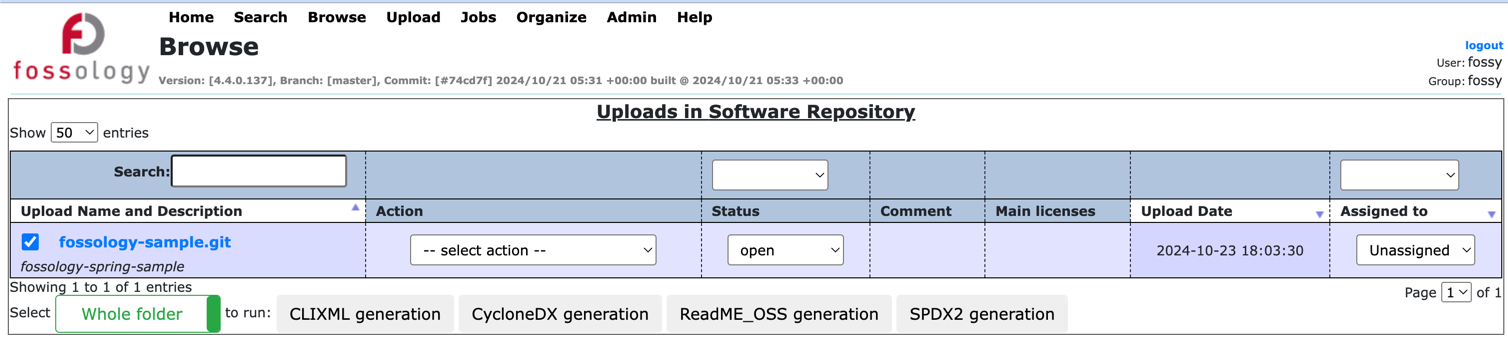 Home Search Browse Upload Jobs Organize Admin Help
fossology
Browse
logout
Version: [4.4.0.137], Branch: [master], Commit: [#74cd7f] 2024/10/21 05:31 +00:00 built @ 2024/10/21 05:33 +00:00
User: fossy
Group: fossy
Uploads in Software Repository
Show 50 entries
Search:
Upload Name and Description Action Status Comment Main licenses Upload Date Assigned to
fossology-sample.git -- select action -- open 2024-10-23 18:03:30 Unassigned
fossology-spring-sample
Showing 1 to 1 of 1 entries
Page 1 of 1
Select Whole folder to run: CLIXML generation CycloneDX generation ReadME_OSS generation SPDX2 generation